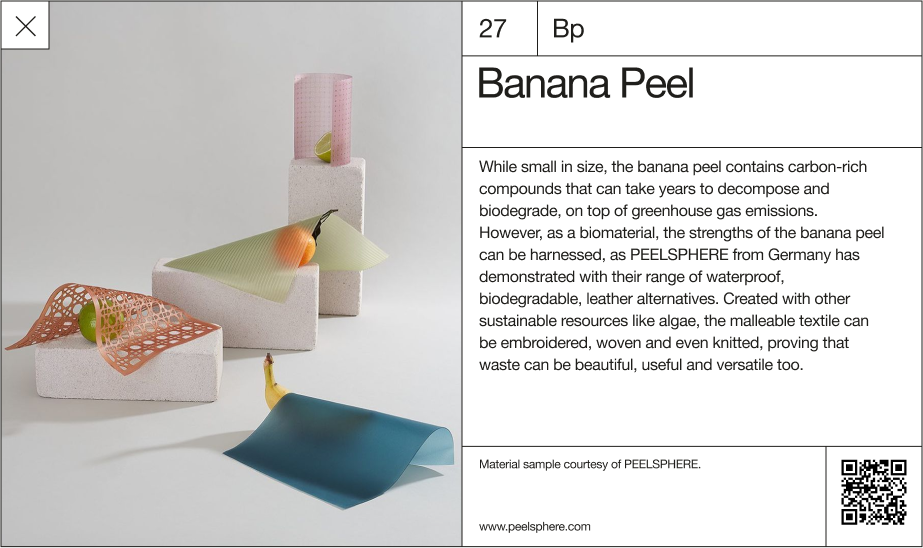 27
Bp
Banana Peel
While small in size, the banana peel contains carbon-rich
compounds that can take years to decompose and
biodegrade, on top of greenhouse gas emissions.
However, as a biomaterial, the strengths of the banana peel
can be harnessed, as PEELSPHERE from Germany has
demonstrated with their range of waterproof,
biodegradable, leather alternatives. Created with other
sustainable resources like algae, the malleable textile can
be embroidered, woven and even knitted, proving that
waste can be beautiful, useful and versatile too.
Material sample courtesy of PEELSPHERE.
www.peelsphere.com